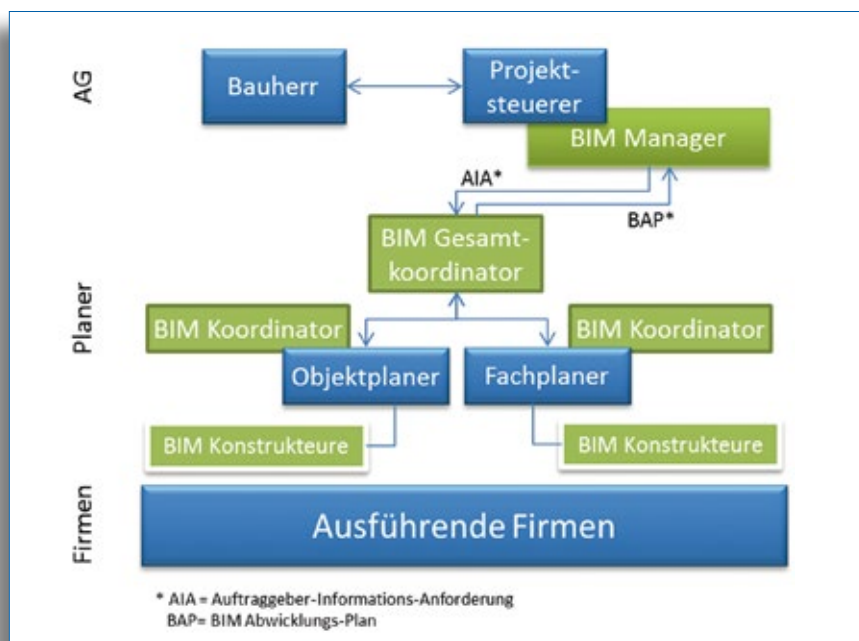 AG
Bauherr
Projekt-
steuerer
BIM Manager
AIA*
BAP*
Planer
BIM Gesamt-
koordinator
BIM Koordinator
BIM Koordinator
Objektplaner
Fachplaner
BIM Konstrukteure
BIM Konstrukteure
Firmen
Ausführende Firmen
* AIA = Auftraggeber-Informations-Anforderung
BAP= BIM Abwicklungs-Plan